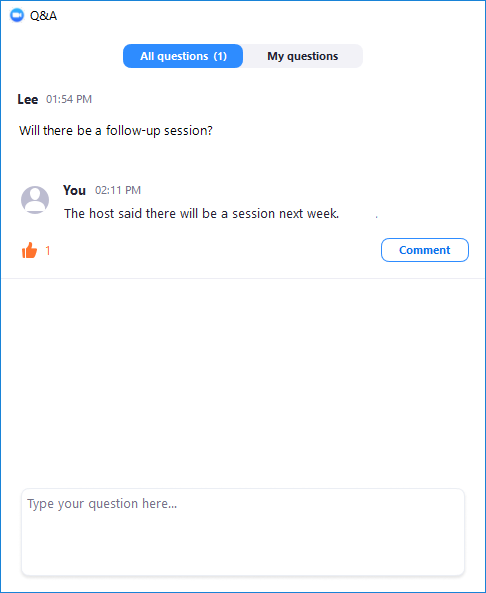 Q&A
All questions (1)
My questions
Lee 01:54 PM
Will there be a follow-up session?
You 02:11 PM
The host said there will be a session next week. .
1
Comment
Type your question here...